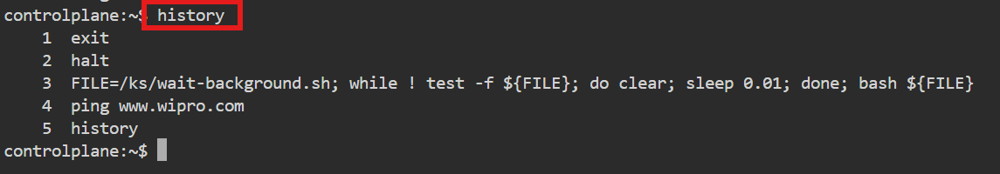 controlplane:~$ history
    1  exit
    2  halt
    3  FILE=/ks/wait-background.sh; while ! test -f ${FILE}; do clear; sleep 0.01; done; bash ${FILE}
    4  ping www.wipro.com
    5  history
controlplane:~$